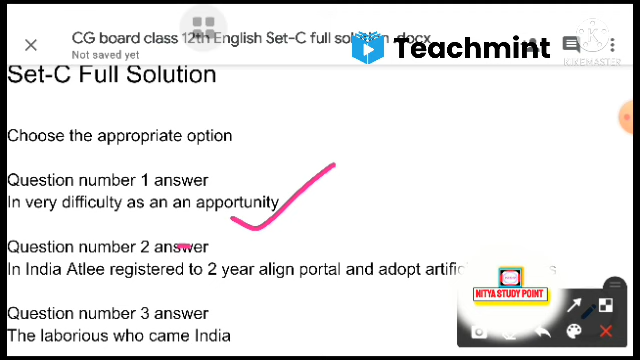 CG board class 12th English Set-C full solution .docx
Not saved yet
Teachmint
KINEMASTER
Set-C Full Solution
Choose the appropriate option
Question number 1 answer
In very difficulty as an an apportunity
Question number 2 answer
In India Atlee registered to 2 year align portal and adopt
NITYA STUDY POINT
Question number 3 answer
The laborious who came India